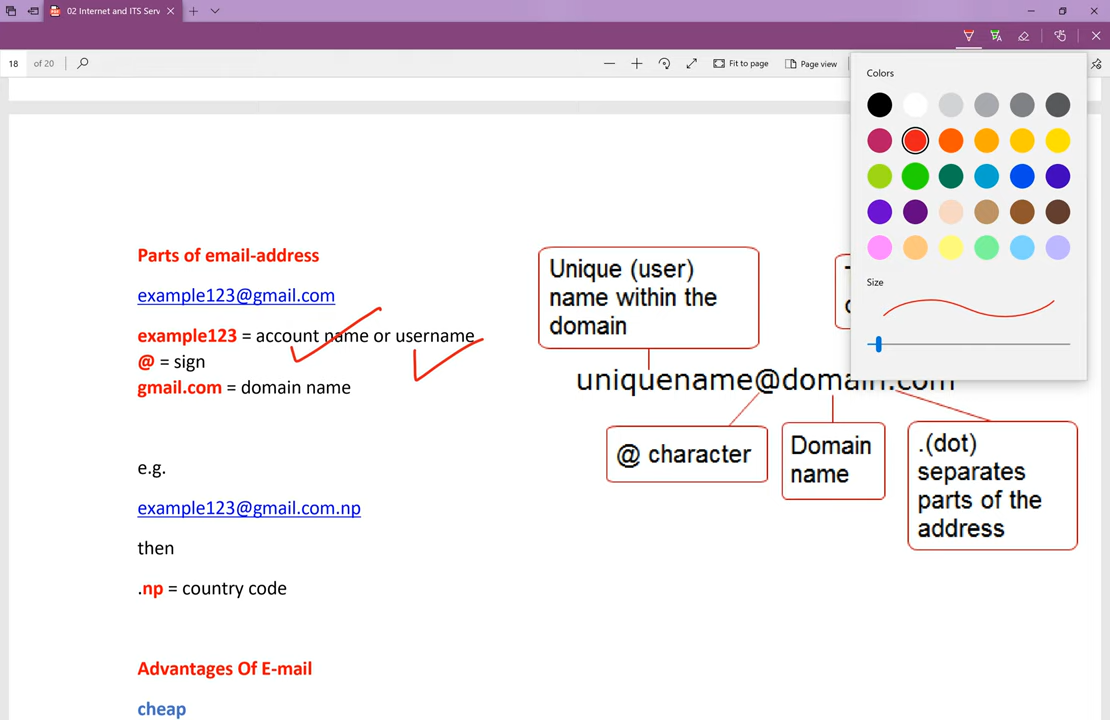 02 Internet and ITS Serv
18 of 20
Fit to page
Page view
Colors
Size
Parts of email-address
example123@gmail.com
example123 = account name or username
@ = sign
gmail.com = domain name
e.g.
example123@gmail.com.np
then
.np = country code
Advantages Of E-mail
cheap
Unique (user)
name within the
domain
uniquename@domain.com
@ character
Domain
name
.(dot)
separates
parts of the
address